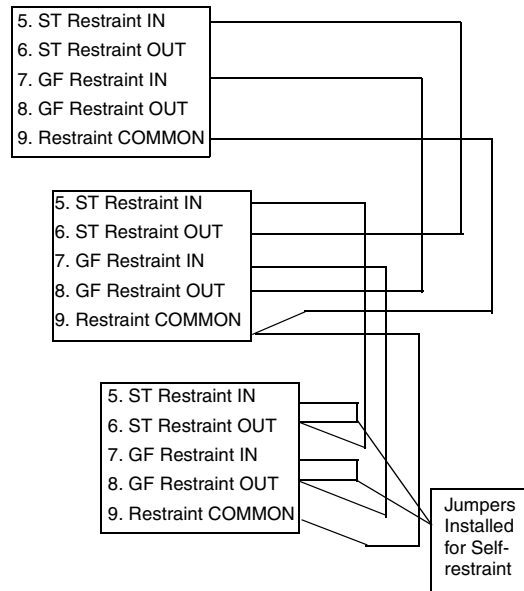 5. ST Restraint IN
6. ST Restraint OUT
7. GF Restraint IN
8. GF Restraint OUT
9. Restraint COMMON
5. ST Restraint IN
6. ST Restraint OUT
7. GF Restraint IN
8. GF Restraint OUT
9. Restraint COMMON
5. ST Restraint IN
6. ST Restraint OUT
7. GF Restraint IN
8. GF Restraint OUT
9. Restraint COMMON
Jumpers
Installed
for Self-
restraint